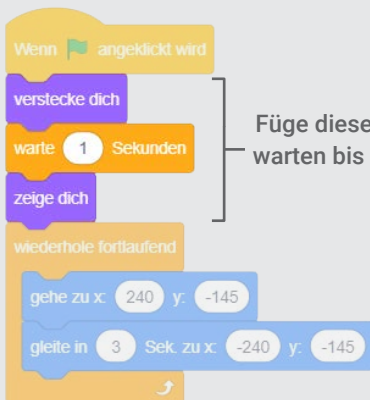 Wenn angeklickt wird
verstecke dich
warte 1 Sekunden
zeige dich
wiederhole fortlaufend
gehe zu x: 240 y: -145
gleite in 3 Sek. zu x: -240 y: -145
Füge diese
warten bis